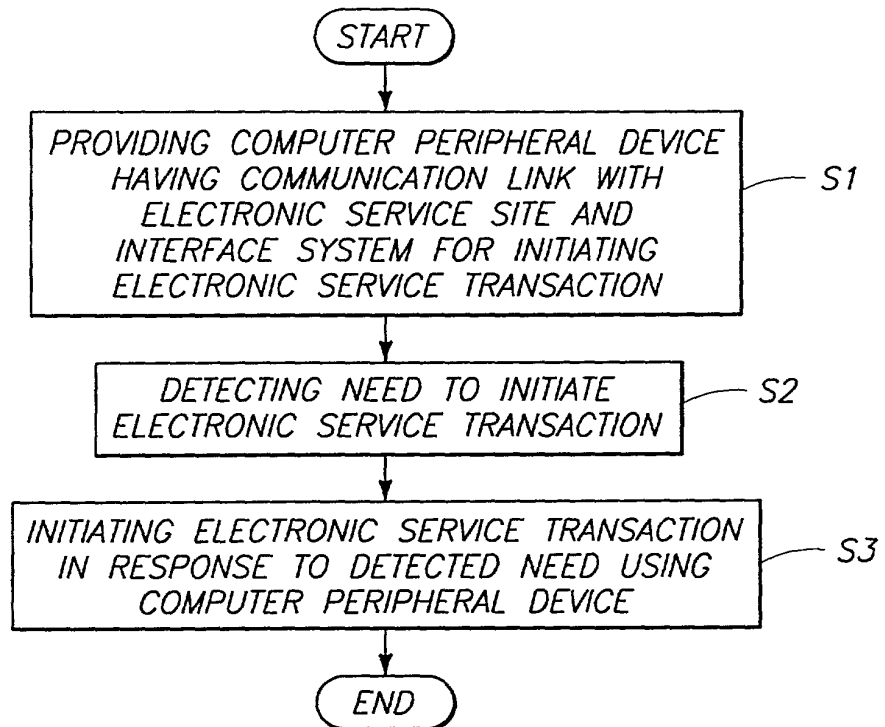 START
PROVIDING COMPUTER PERIPHERAL DEVICE
HAVING COMMUNICATION LINK WITH
ELECTRONIC SERVICE SITE AND
INTERFACE SYSTEM FOR INITIATING
ELECTRONIC SERVICE TRANSACTION
S1
DETECTING NEED TO INITIATE
ELECTRONIC SERVICE TRANSACTION
S2
INITIATING ELECTRONIC SERVICE TRANSACTION
IN RESPONSE TO DETECTED NEED USING
COMPUTER PERIPHERAL DEVICE
S3
END